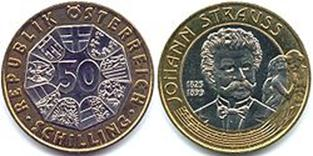 REPUBLIK ÖSTERREICH
50
SCHILLING
JOHANN STRAUSS
1825
1899